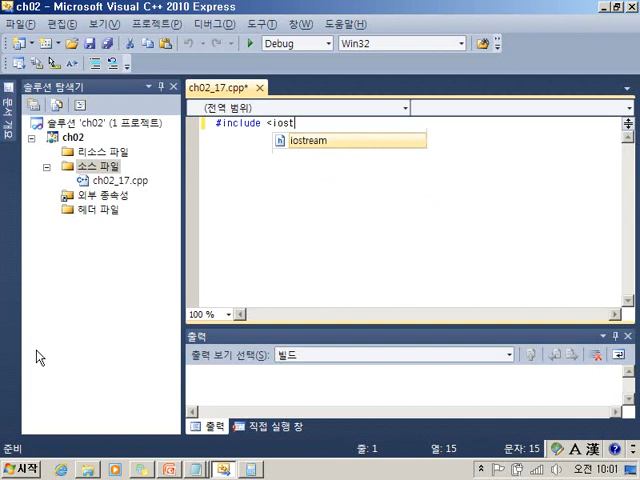 ch02 - Microsoft Visual C++ 2010 Express
파일(F) 편집(E) 보기(V) 프로젝트(P) 디버그(D) 도구(T) 창(W) 도움말(H)
Debug Win32
솔루션 탐색기
ch02_17.cpp*
문서 개요
(전역 범위)
솔루션 'ch02' (1 프로젝트)
ch02
리소스 파일
소스 파일
ch02_17.cpp
외부 종속성
헤더 파일
#include <iost
iostream
100 %
출력
출력 보기 선택(S): 빌드
출력 직접 실행 창
준비 줄: 1 열: 15 문자: 15 A 漢
시작 오전 10:01